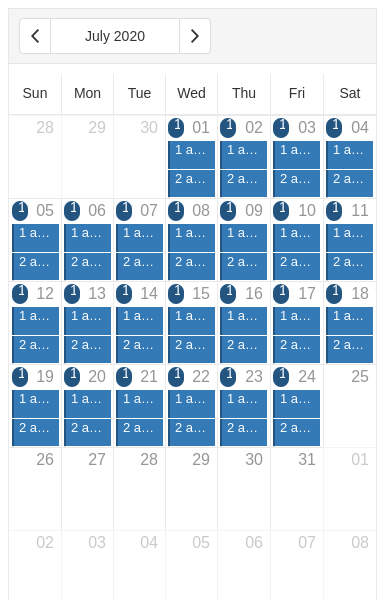 July 2020
Sun Mon Tue Wed Thu Fri Sat
28 29 30 1 01 1 02 1 03 1 04
1 a… 1 a… 1 a… 1 a…
2 a… 2 a… 2 a… 2 a…
1 05 1 06 1 07 1 08 1 09 1 10 1 11
1 a… 1 a… 1 a… 1 a… 1 a… 1 a… 1 a…
2 a… 2 a… 2 a… 2 a… 2 a… 2 a… 2 a…
1 12 1 13 1 14 1 15 1 16 1 17 1 18
1 a… 1 a… 1 a… 1 a… 1 a… 1 a… 1 a…
2 a… 2 a… 2 a… 2 a… 2 a… 2 a… 2 a…
1 19 1 20 1 21 1 22 1 23 1 24 25
1 a… 1 a… 1 a… 1 a… 1 a… 1 a…
2 a… 2 a… 2 a… 2 a… 2 a… 2 a…
26 27 28 29 30 31 01
02 03 04 05 06 07 08